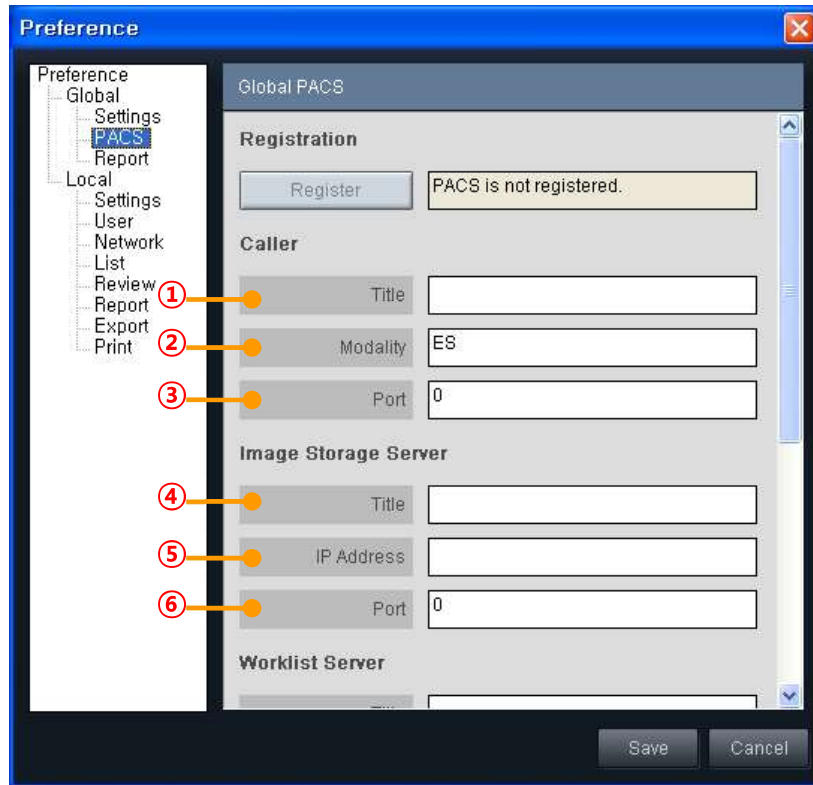 Preference
Preference
Global
Settings
PACS
Report
Local
Settings
User
Network
List
Review
Report
Export
Print
Global PACS
Registration
Register
PACS is not registered.
Caller
① Title
② Modality ES
③ Port 0
Image Storage Server
④ Title
⑤ IP Address
⑥ Port 0
Worklist Server
Save Cancel